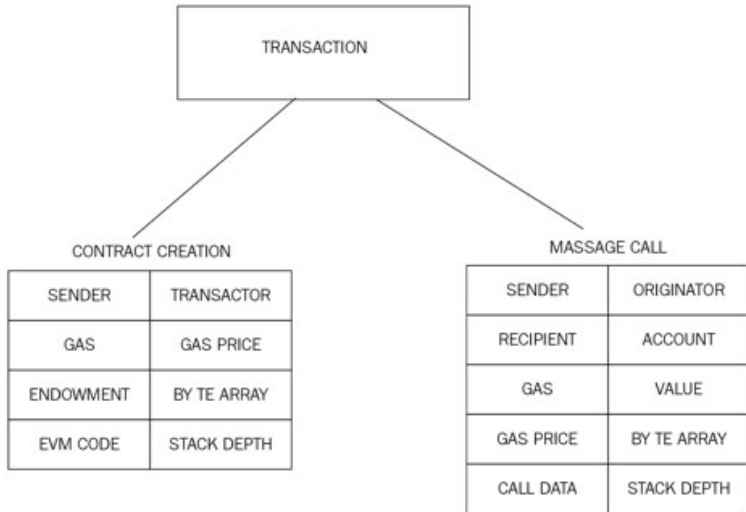 TRANSACTION
CONTRACT CREATION
SENDER TRANSACTOR
GAS GAS PRICE
ENDOWMENT BY TE ARRAY
EVM CODE STACK DEPTH
MASSAGE CALL
SENDER ORIGINATOR
RECIPIENT ACCOUNT
GAS VALUE
GAS PRICE BY TE ARRAY
CALL DATA STACK DEPTH